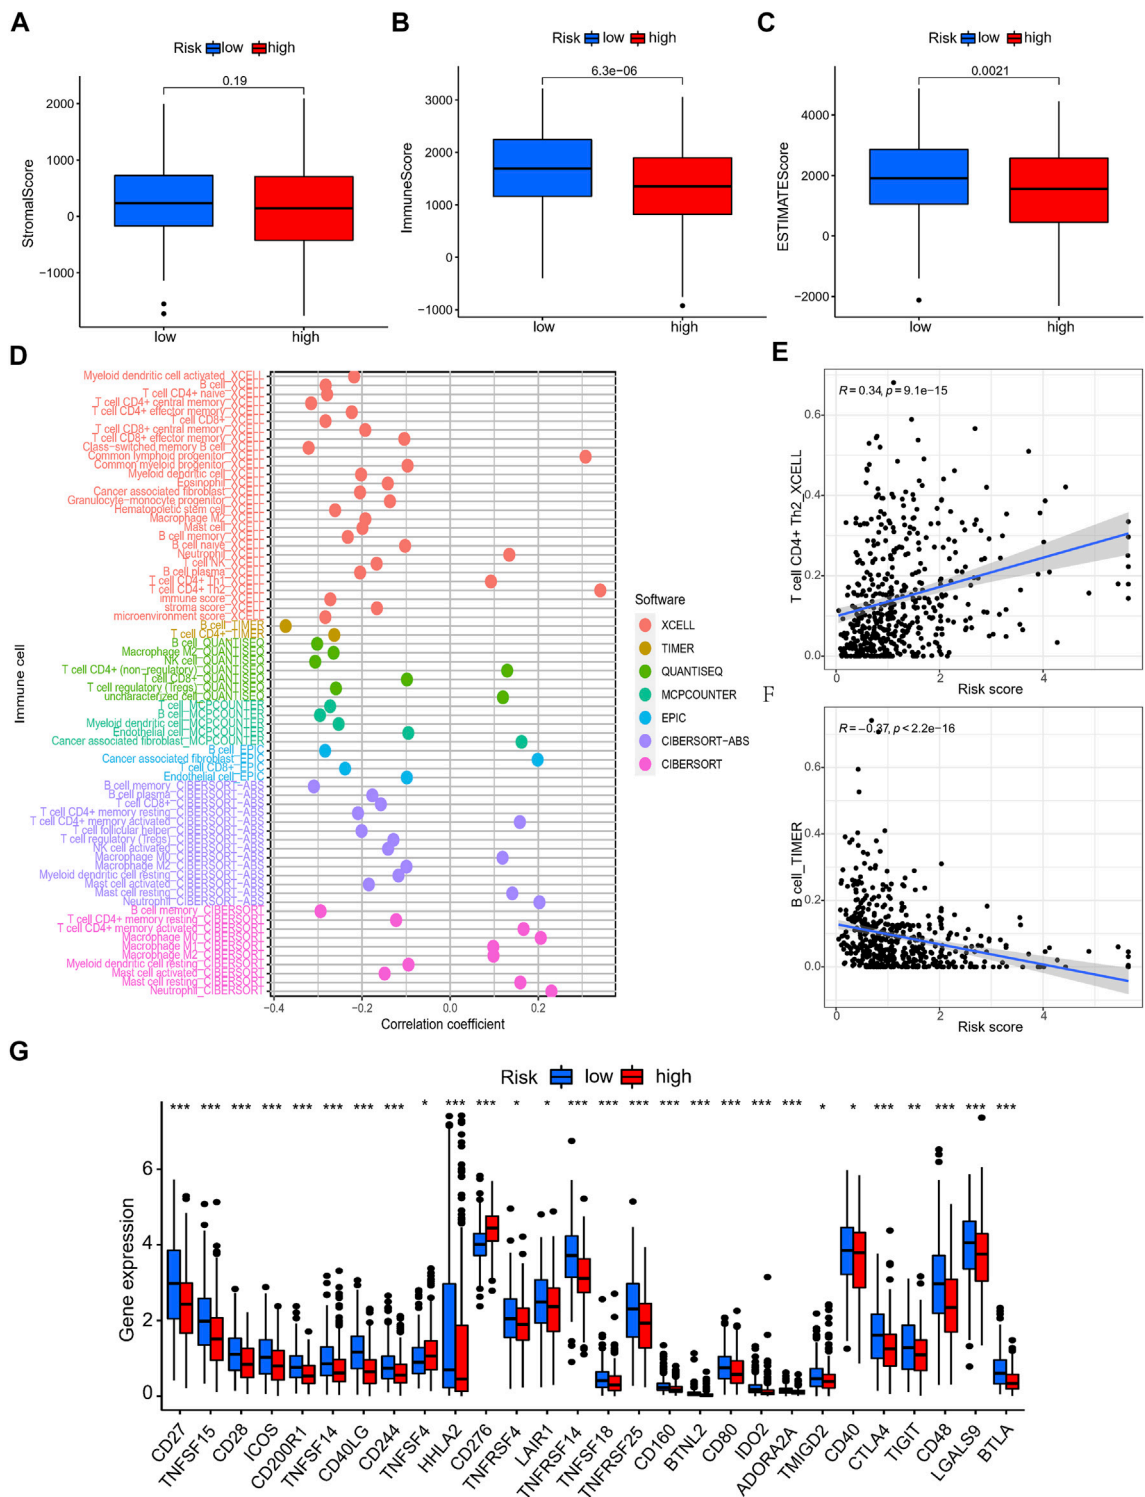 A
Risk low high
0.19
StromalScore
2000
1000
0
−1000
low high
B
Risk low high
6.3e−06
ImmuneScore
3000
2000
1000
0
−1000
low high
C
Risk low high
0.0021
ESTIMATEScore
4000
2000
0
−2000
low high
D
Immune cell
Myeloid dendritic cell activated_XCELL
B cell_XCELL
T cell CD4+ naive_XCELL
T cell CD4+ central memory_XCELL
T cell CD4+ effector memory_XCELL
T cell CD8+_XCELL
T cell CD8+ central memory_XCELL
T cell CD8+ effector memory_XCELL
Class−switched memory B cell_XCELL
Common lymphoid progenitor_XCELL
Common myeloid progenitor_XCELL
Myeloid dendritic cell_XCELL
Eosinophil_XCELL
Cancer associated fibroblast_XCELL
Granulocyte−monocyte progenitor_XCELL
Hematopoietic stem cell_XCELL
Macrophage M2_XCELL
Mast cell_XCELL
B cell memory_XCELL
B cell naive_XCELL
Neutrophil_XCELL
T cell NK_XCELL
B cell plasma_XCELL
T cell CD4+ Th1_XCELL
T cell CD4+ Th2_XCELL
immune score_XCELL
stroma score_XCELL
microenvironment score_XCELL
B cell_TIMER
T cell CD4+_TIMER
B cell_QUANTISEQ
Macrophage M2_QUANTISEQ
NK cell_QUANTISEQ
T cell CD4+ (non−regulatory)_QUANTISEQ
T cell CD8+_QUANTISEQ
T cell regulatory (Tregs)_QUANTISEQ
uncharacterized cell_QUANTISEQ
T cell_MCPCOUNTER
B cell_MCPCOUNTER
Myeloid dendritic cell_MCPCOUNTER
Endothelial cell_MCPCOUNTER
Cancer associated fibroblast_MCPCOUNTER
B cell_EPIC
Cancer associated fibroblast_EPIC
T cell CD8+_EPIC
Endothelial cell_EPIC
B cell memory_CIBERSORT−ABS
B cell plasma_CIBERSORT−ABS
T cell CD8+_CIBERSORT−ABS
T cell CD4+ memory resting_CIBERSORT−ABS
T cell CD4+ memory activated_CIBERSORT−ABS
T cell follicular helper_CIBERSORT−ABS
T cell regulatory (Tregs)_CIBERSORT−ABS
NK cell activated_CIBERSORT−ABS
Macrophage M0_CIBERSORT−ABS
Macrophage M2_CIBERSORT−ABS
Myeloid dendritic cell resting_CIBERSORT−ABS
Mast cell activated_CIBERSORT−ABS
Mast cell resting_CIBERSORT−ABS
Neutrophil_CIBERSORT−ABS
B cell memory_CIBERSORT
T cell CD4+ memory resting_CIBERSORT
T cell CD4+ memory activated_CIBERSORT
Macrophage M0_CIBERSORT
Macrophage M1_CIBERSORT
Macrophage M2_CIBERSORT
Myeloid dendritic cell resting_CIBERSORT
Mast cell activated_CIBERSORT
Mast cell resting_CIBERSORT
Neutrophil_CIBERSORT
−0.4 −0.2 0.0 0.2
Correlation coefficient
Software
XCELL
TIMER
QUANTISEQ
MCPCOUNTER
EPIC
CIBERSORT−ABS
CIBERSORT
E
R = 0.34, p = 9.1e−15
T cell CD4+ Th2_XCELL
0.6
0.4
0.2
0.0
0 2 4
Risk score
F
R = −0.37, p < 2.2e−16
B cell_TIMER
0.6
0.4
0.2
0.0
0 2 4
Risk score
G
Risk low high
*** *** *** *** *** *** *** *** * *** *** * * *** *** *** *** *** *** *** *** * * *** ** *** *** ***
Gene expression
6
4
2
0
CD27
TNFSF15
CD28
ICOS
CD200R1
TNFSF14
CD40LG
CD244
TNFSF4
HHLA2
CD276
TNFRSF4
LAIR1
TNFRSF14
TNFSF18
TNFRSF25
CD160
BTNL2
CD80
IDO2
ADORA2A
TMIGD2
CD40
CTLA4
TIGIT
CD48
LGALS9
BTLA